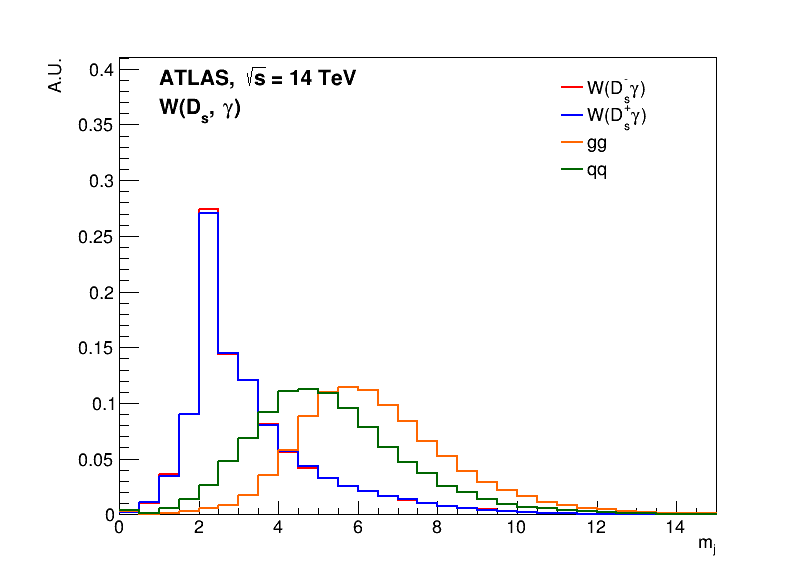 A.U.
ATLAS, √s = 14 TeV
W(D_s, γ)
W(D_s^-γ)
W(D_s^+γ)
gg
qq
0.4
0.35
0.3
0.25
0.2
0.15
0.1
0.05
0
0 2 4 6 8 10 12 14
m_j